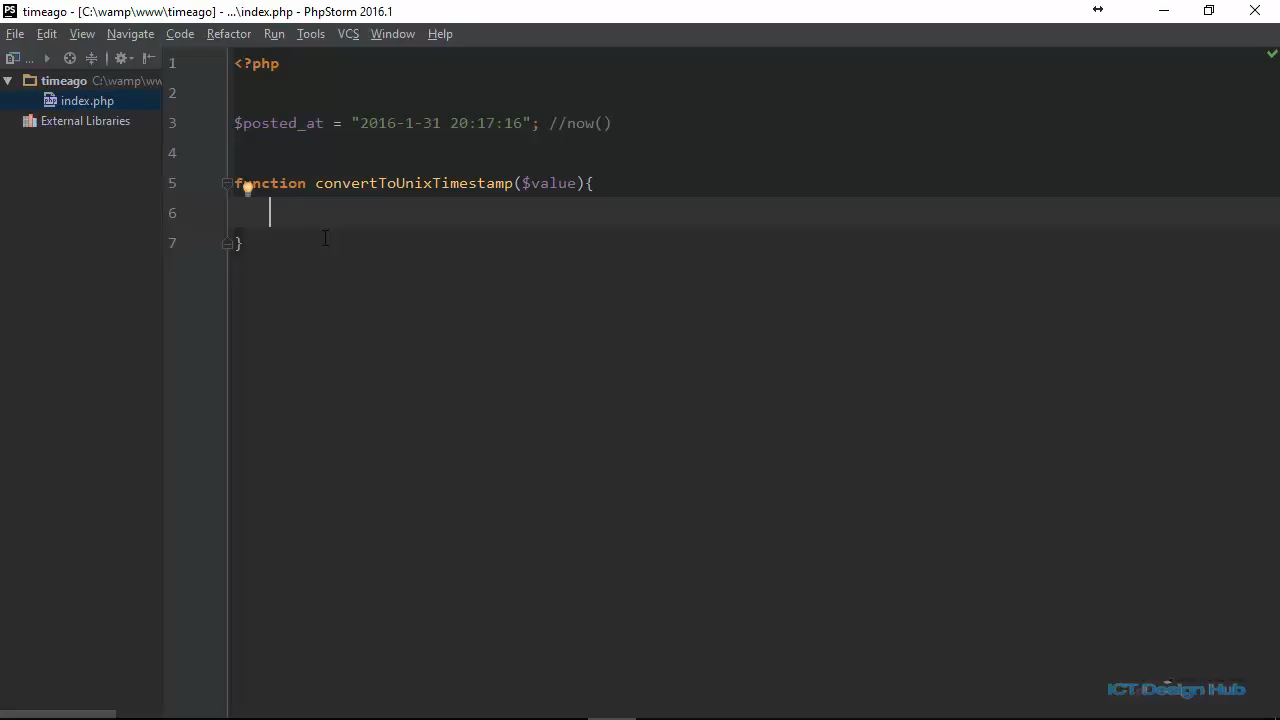 PS timeago - [C:\wamp\www\timeago] - ...\index.php - PhpStorm 2016.1
File Edit View Navigate Code Refactor Run Tools VCS Window Help
...
timeago C:\wamp\ww
index.php
External Libraries
1 <?php
2
3 $posted_at = "2016-1-31 20:17:16"; //now()
4
5 function convertToUnixTimestamp($value){
6
7 }
ICT Design Hub